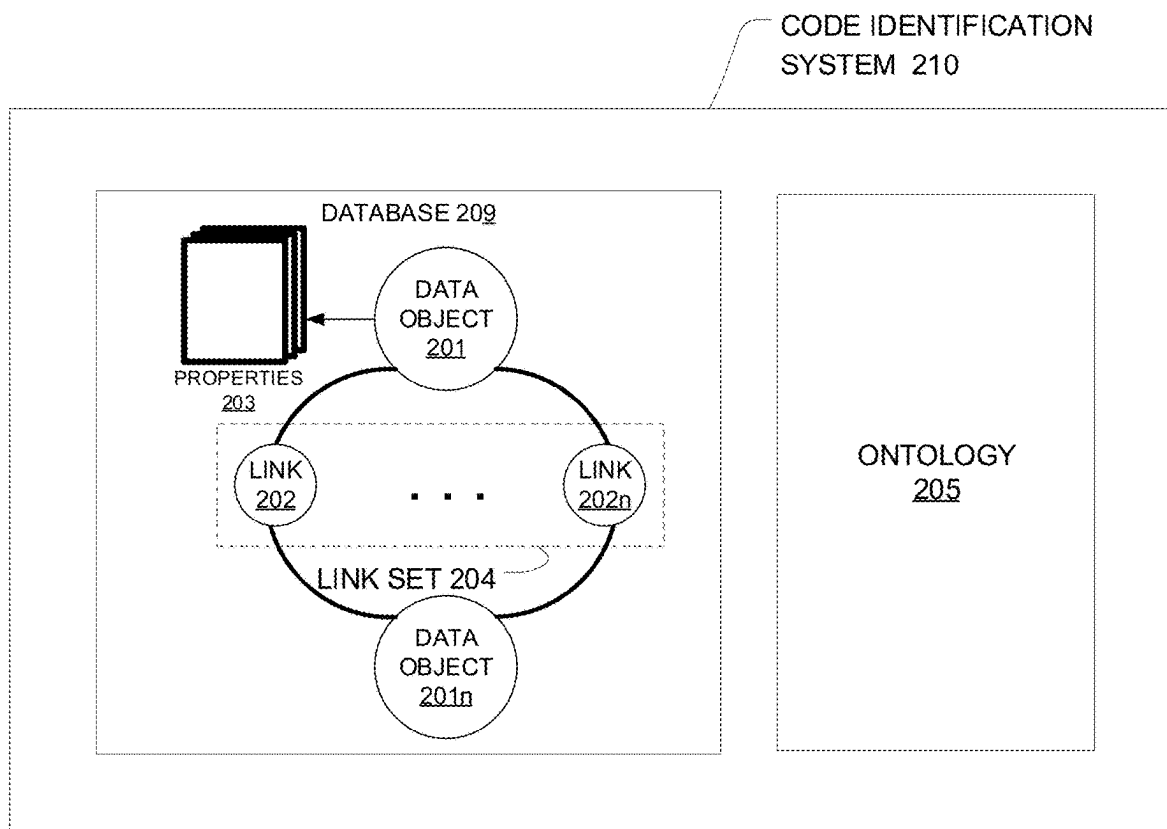 CODE IDENTIFICATION
SYSTEM 210
DATABASE 209
DATA
OBJECT
201
PROPERTIES
203
LINK
202
. . .
LINK
202n
LINK SET 204
DATA
OBJECT
201n
ONTOLOGY
205